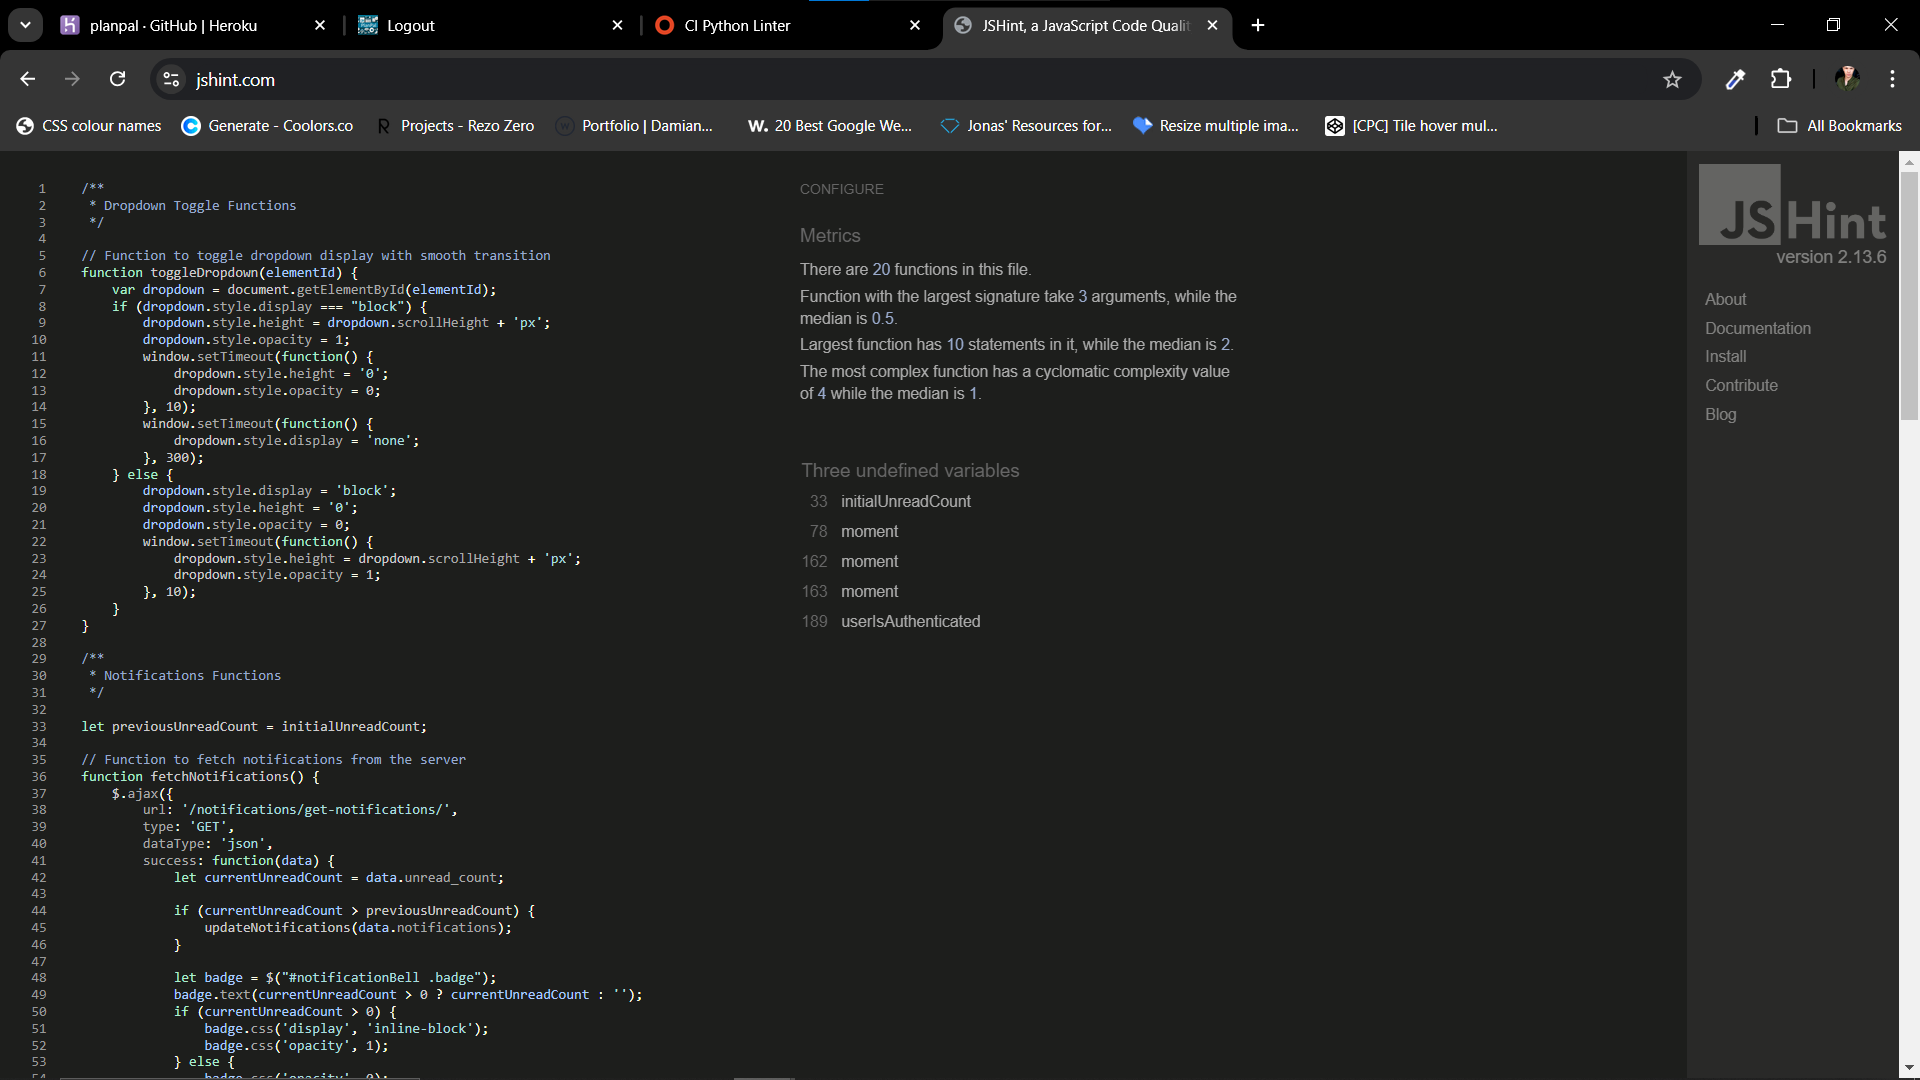 planpal · GitHub | Heroku
Logout
CI Python Linter
JSHint, a JavaScript Code Qualit
jshint.com
CSS colour names
Generate - Coolors.co
Projects - Rezo Zero
Portfolio | Damian...
W. 20 Best Google We...
Jonas' Resources for...
Resize multiple ima...
[CPC] Tile hover mul...
All Bookmarks
1 /**
2  * Dropdown Toggle Functions
3  */
4
5 // Function to toggle dropdown display with smooth transition
6 function toggleDropdown(elementId) {
7     var dropdown = document.getElementById(elementId);
8     if (dropdown.style.display === "block") {
9         dropdown.style.height = dropdown.scrollHeight + 'px';
10         dropdown.style.opacity = 1;
11         window.setTimeout(function() {
12             dropdown.style.height = '0';
13             dropdown.style.opacity = 0;
14         }, 10);
15         window.setTimeout(function() {
16             dropdown.style.display = 'none';
17         }, 300);
18     } else {
19         dropdown.style.display = 'block';
20         dropdown.style.height = '0';
21         dropdown.style.opacity = 0;
22         window.setTimeout(function() {
23             dropdown.style.height = dropdown.scrollHeight + 'px';
24             dropdown.style.opacity = 1;
25         }, 10);
26     }
27 }
28
29 /**
30  * Notifications Functions
31  */
32
33 let previousUnreadCount = initialUnreadCount;
34
35 // Function to fetch notifications from the server
36 function fetchNotifications() {
37     $.ajax({
38         url: '/notifications/get-notifications/',
39         type: 'GET',
40         dataType: 'json',
41         success: function(data) {
42             let currentUnreadCount = data.unread_count;
43
44             if (currentUnreadCount > previousUnreadCount) {
45                 updateNotifications(data.notifications);
46             }
47
48             let badge = $("#notificationBell .badge");
49             badge.text(currentUnreadCount > 0 ? currentUnreadCount : '');
50             if (currentUnreadCount > 0) {
51                 badge.css('display', 'inline-block');
52                 badge.css('opacity', 1);
53             } else {
54                 badge.css('opacity', 0);
CONFIGURE
Metrics
There are 20 functions in this file.
Function with the largest signature take 3 arguments, while the
median is 0.5.
Largest function has 10 statements in it, while the median is 2.
The most complex function has a cyclomatic complexity value
of 4 while the median is 1.
Three undefined variables
33 initialUnreadCount
78 moment
162 moment
163 moment
189 userIsAuthenticated
JSHint
version 2.13.6
About
Documentation
Install
Contribute
Blog